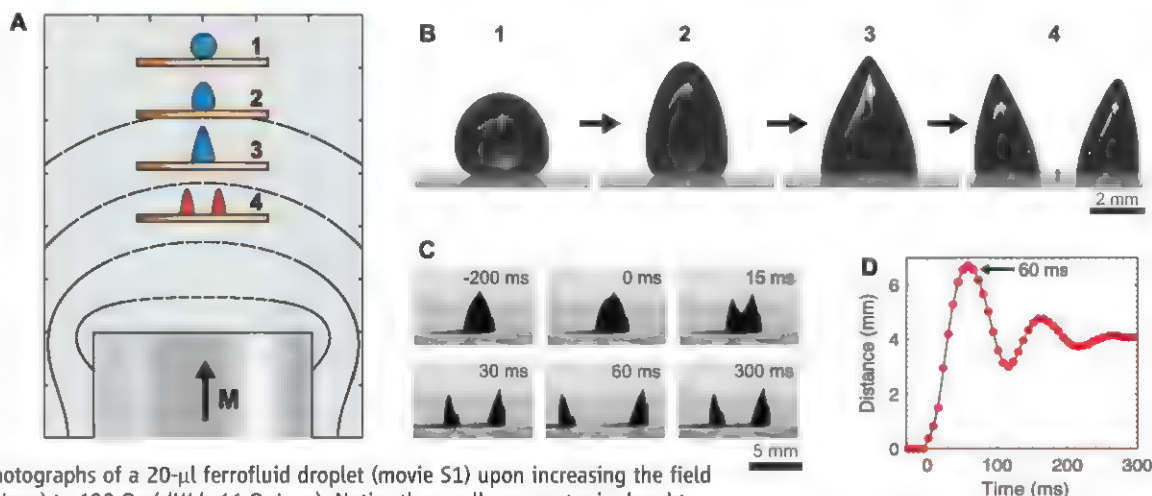 A
1
2
3
4
M
B
1
2
3
4
2 mm
C
-200 ms
0 ms
15 ms
30 ms
60 ms
300 ms
5 mm
D
60 ms
6
4
2
0
Distance (mm)
0
100
200
300
Time (ms)
hotographs of a 20-μl ferrofluid droplet (movie S1) upon increasing the field